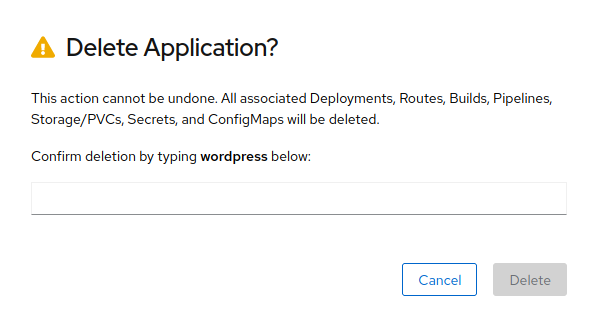 Delete Application?
This action cannot be undone. All associated Deployments, Routes, Builds, Pipelines,
Storage/PVCs, Secrets, and ConfigMaps will be deleted.
Confirm deletion by typing wordpress below:
Cancel
Delete